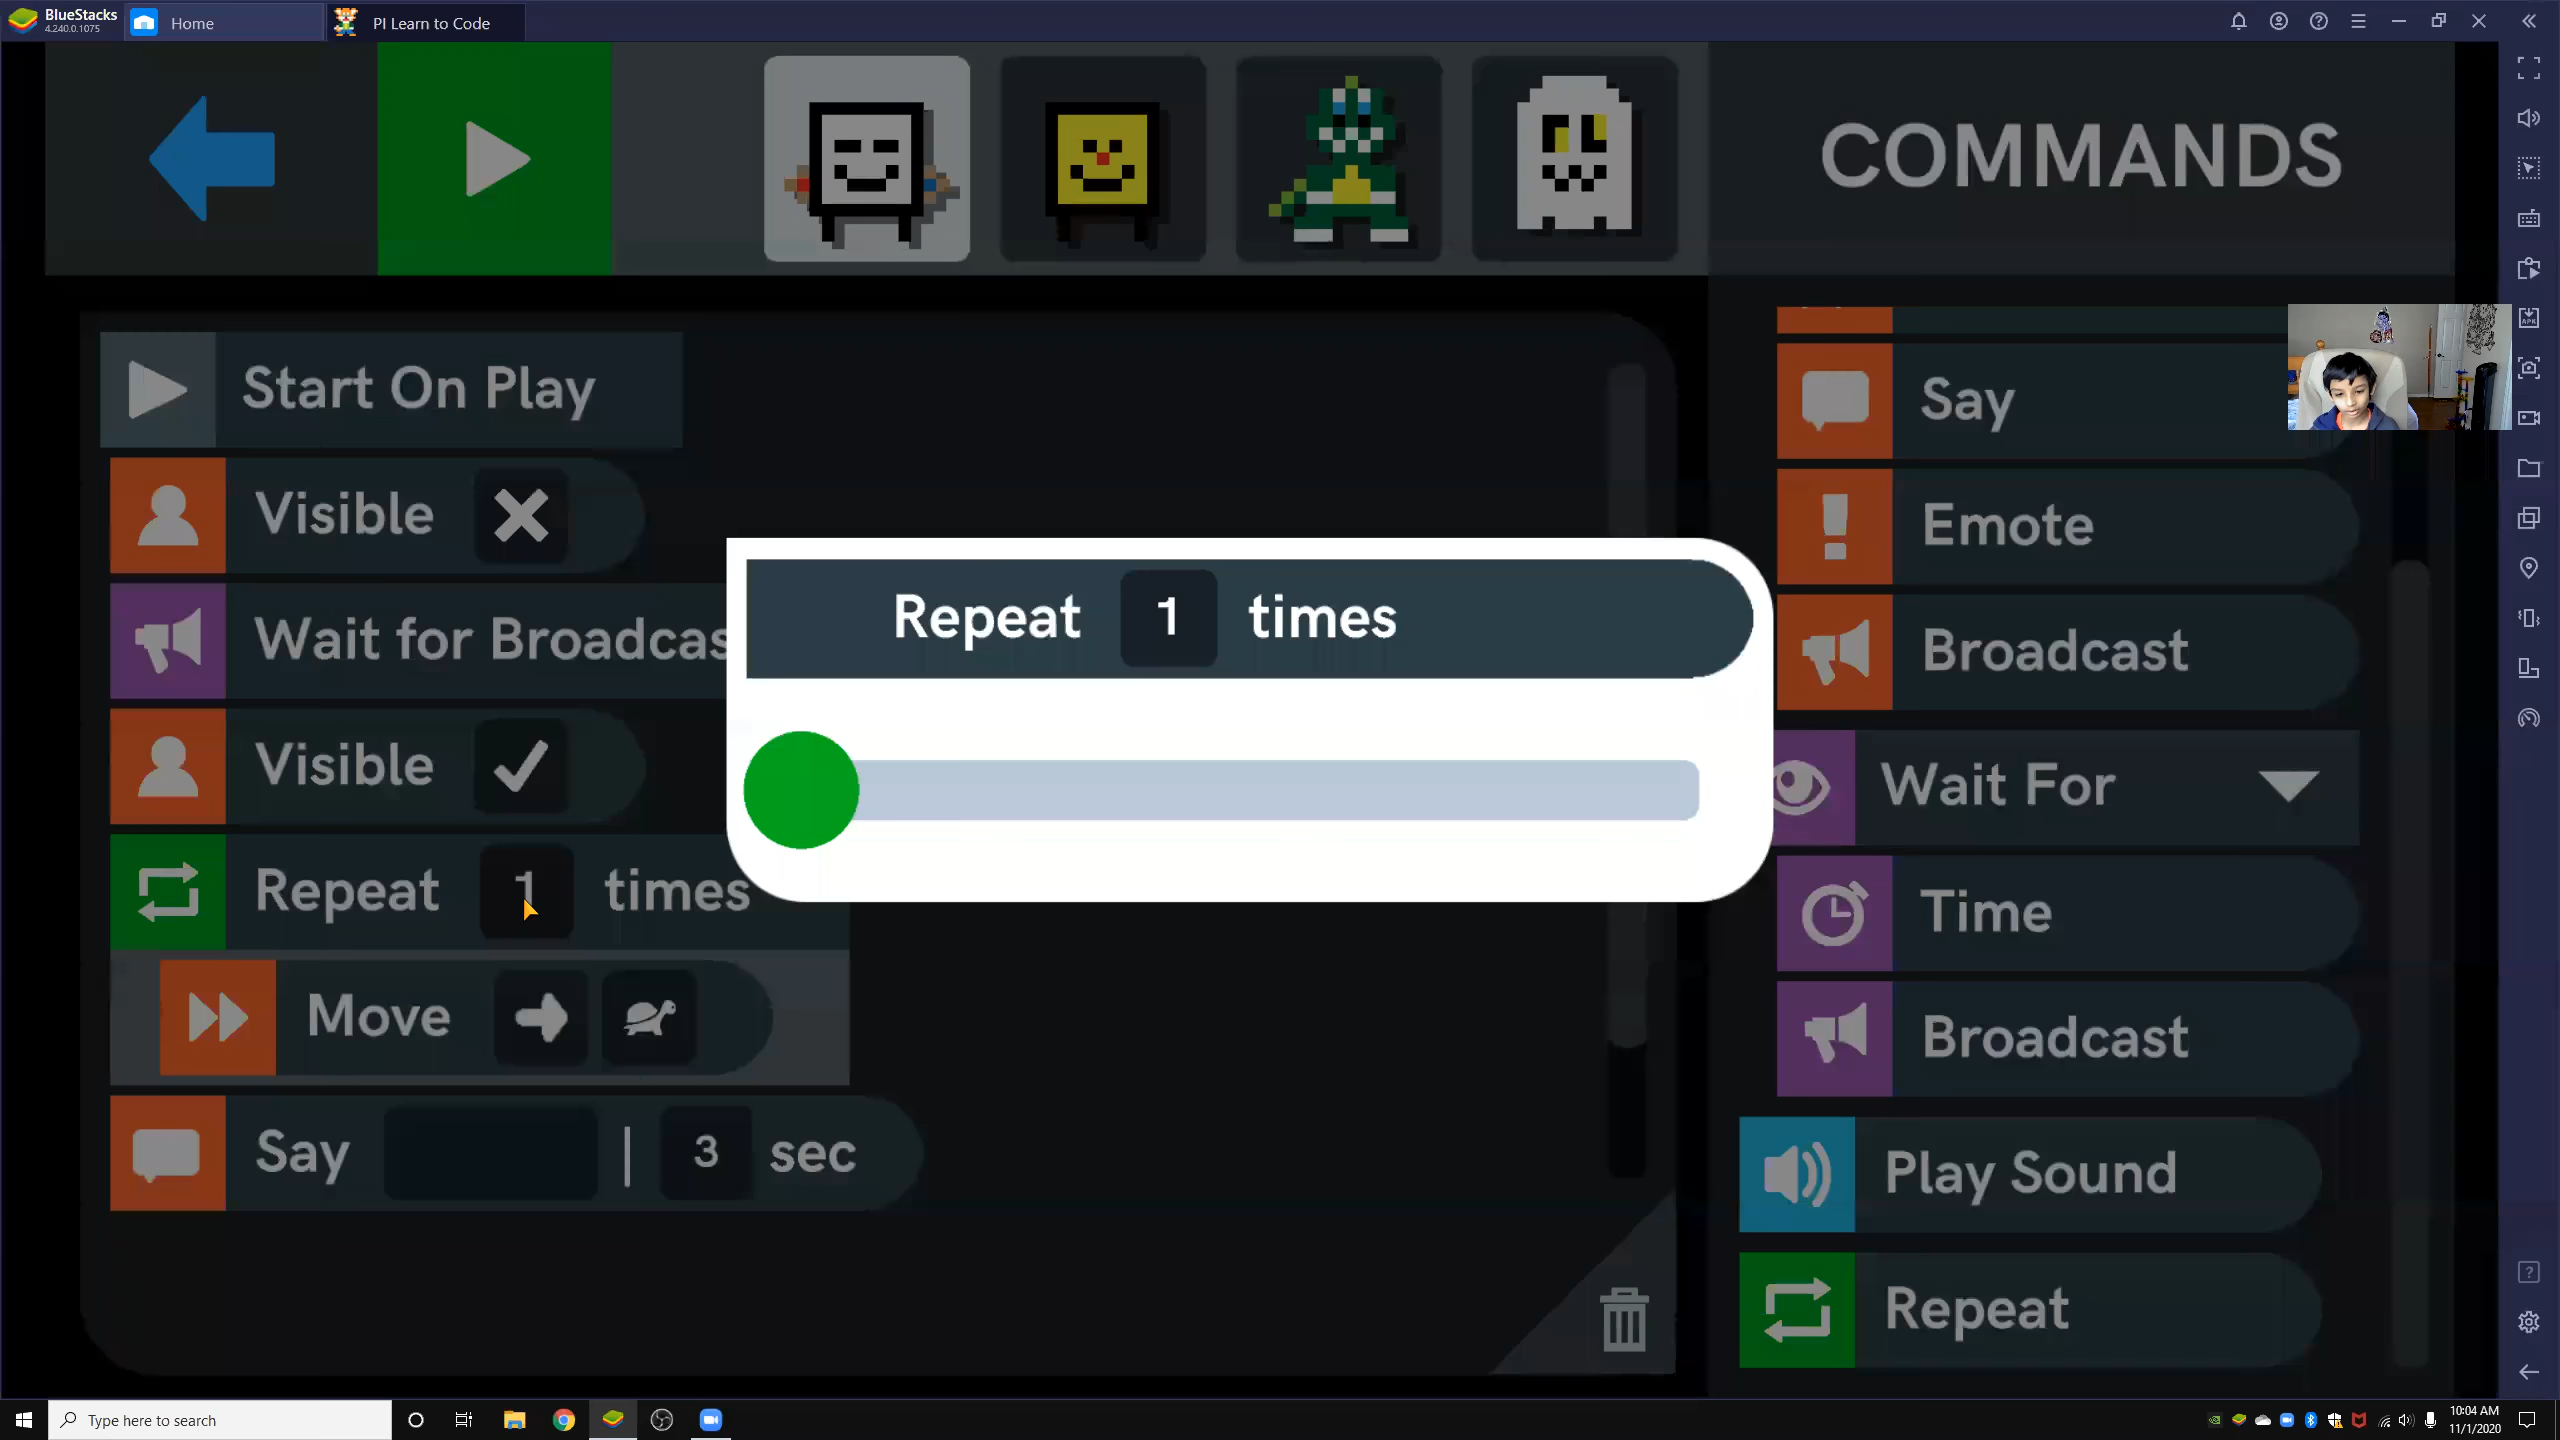 BlueStacks
4.240.0.1075
Home
PI Learn to Code
COMMANDS
Start On Play
Visible
Wait for Broadcas
Visible
Repeat 1 times
Move
Say | 3 sec
Repeat 1 times
Say
Emote
Broadcast
Wait For
Time
Broadcast
Play Sound
Repeat
Type here to search
10:04 AM
11/1/2020